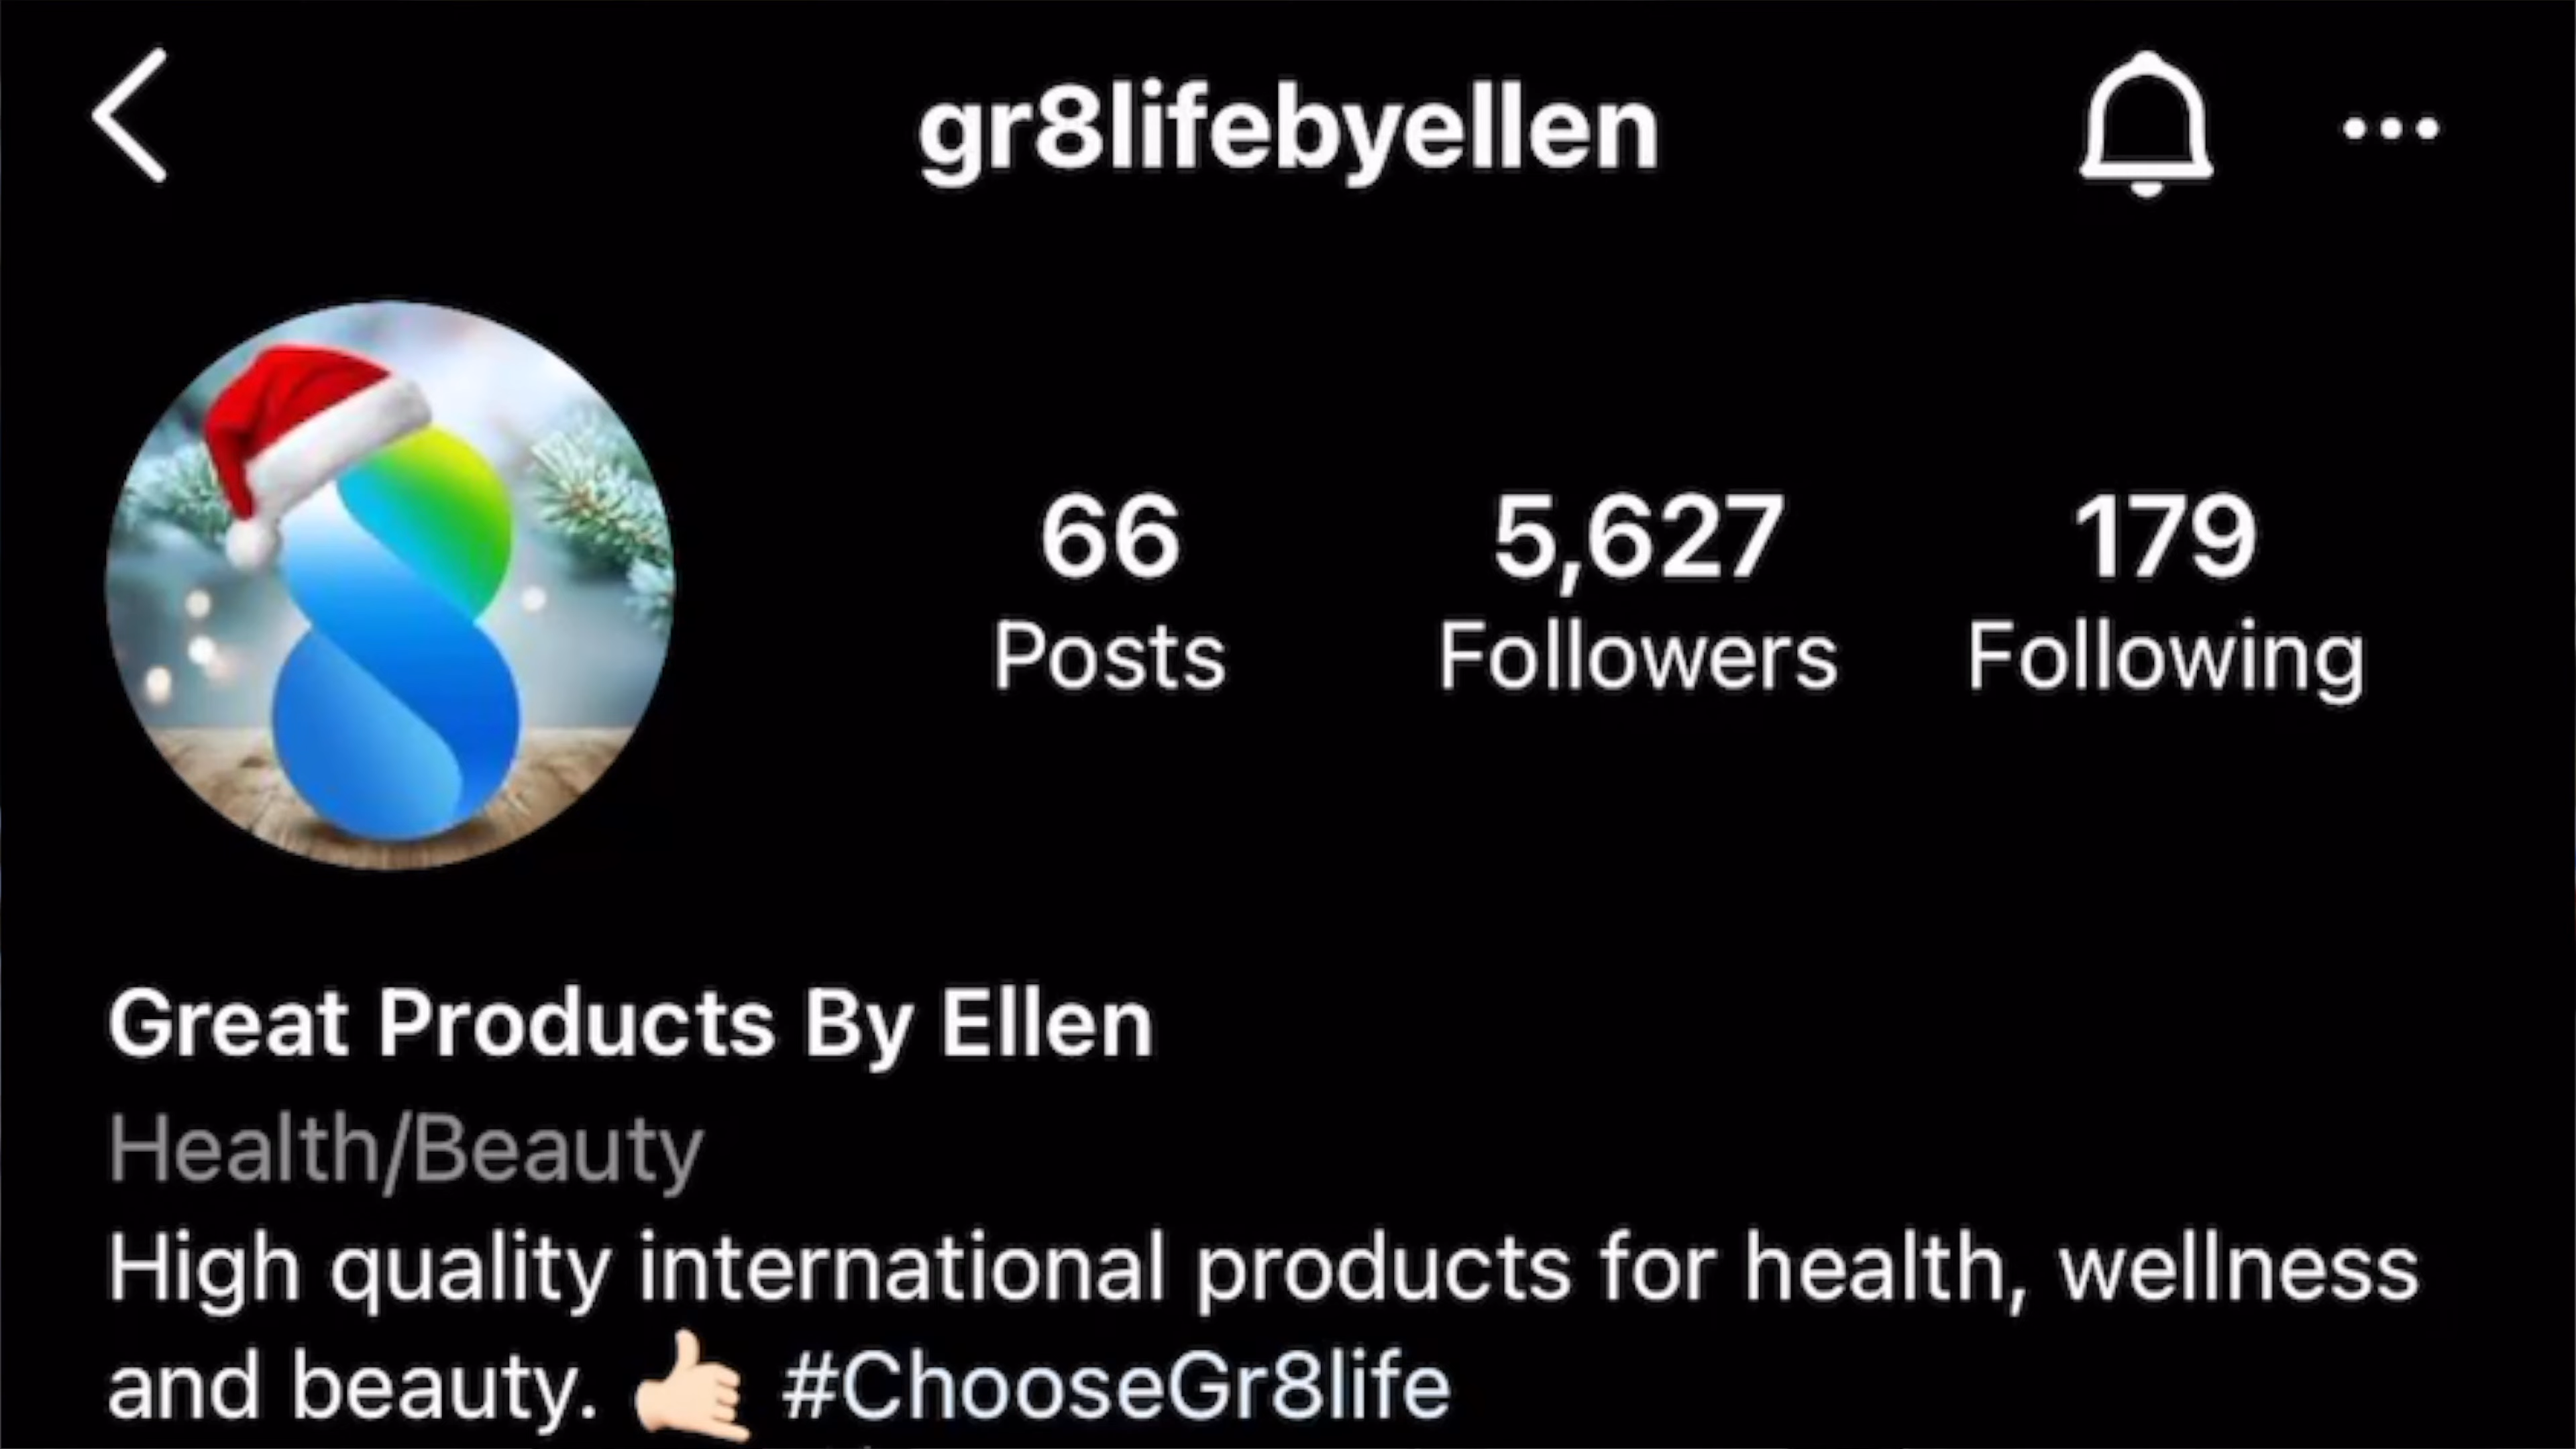 gr8lifebyellen
66 5,627 179
Posts Followers Following
Great Products By Ellen
Health/Beauty
High quality international products for health, wellness
and beauty. 🤙🏻 #ChooseGr8life